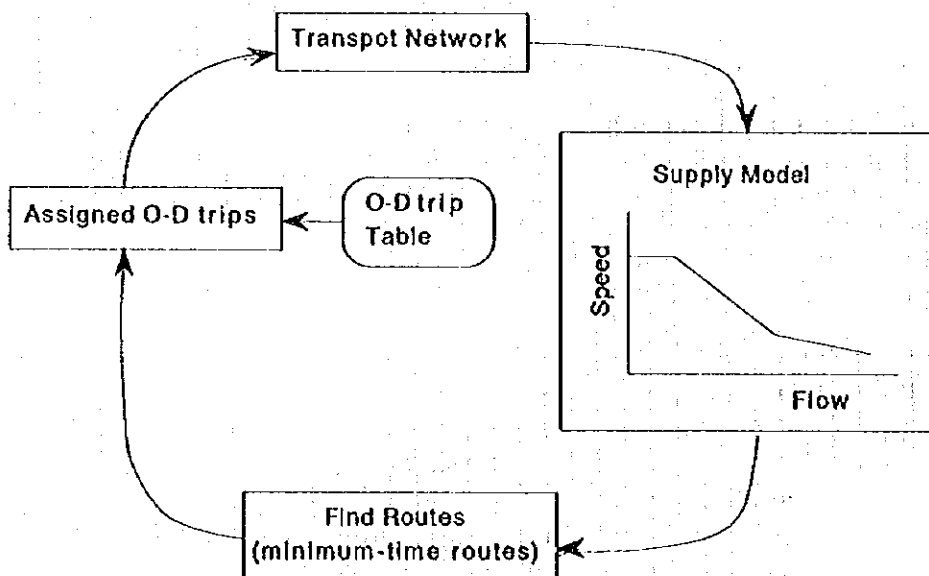 Transpot Network
Supply Model
Speed
Flow
Assigned O-D trips
O-D trip
Table
Find Routes
(minimum-time routes)